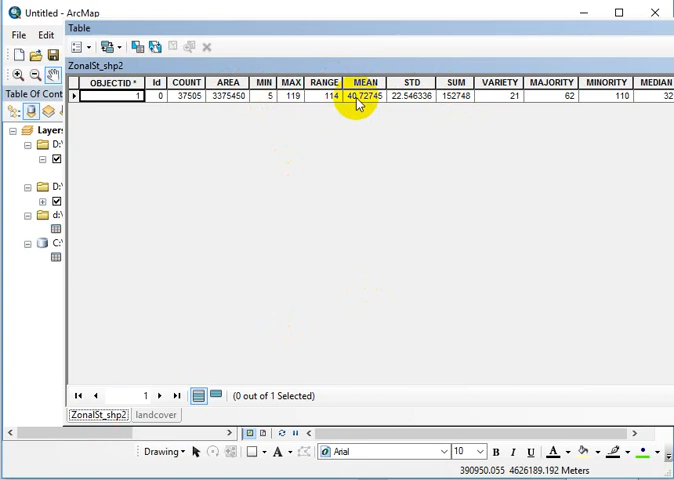 Untitled - ArcMap
File Edit
Table
ZonalSt_shp2
OBJECTID * Id COUNT AREA MIN MAX RANGE MEAN STD SUM VARIETY MAJORITY MINORITY MEDIAN
1 0 37505 3375450 5 119 114 40.72745 22.546336 152748 21 62 110 32
Table Of Cont
Layers
D:\
D:\
d:\
C:\
1 (0 out of 1 Selected)
ZonalSt_shp2 landcover
Drawing Arial 10 B I U A A
390950.055 4626189.192 Meters